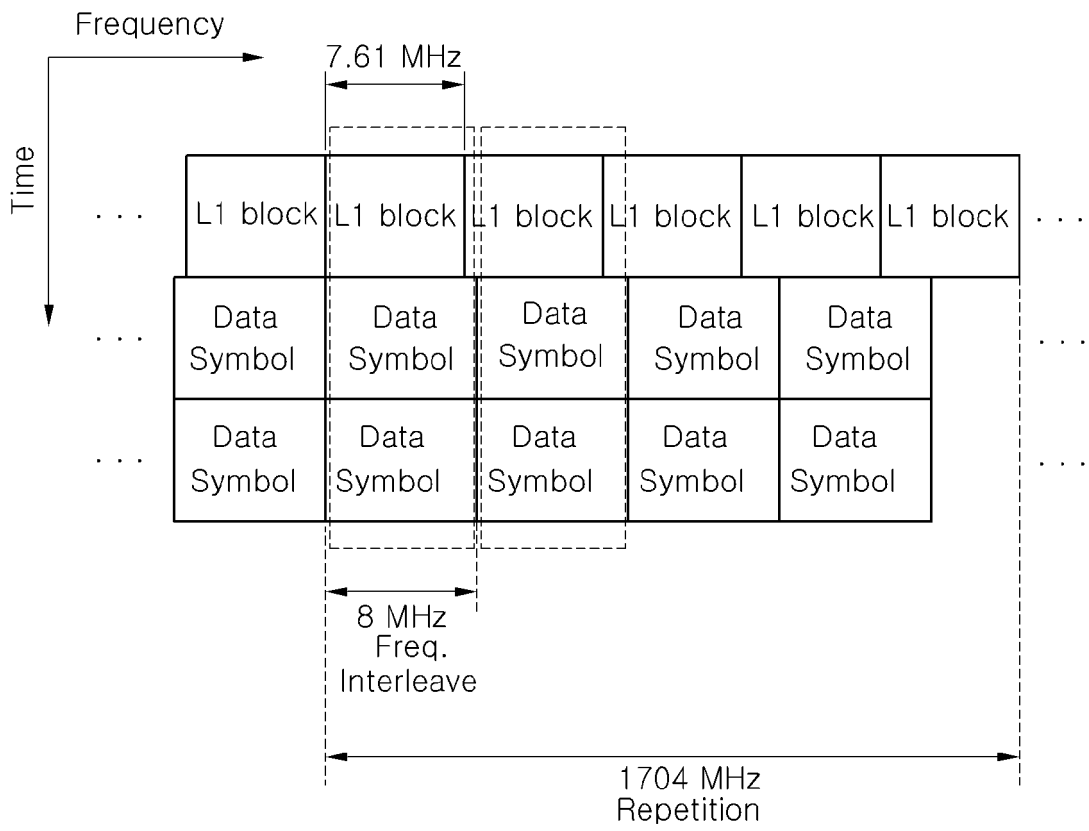 Frequency
7.61 MHz
Time
. . . L1 block L1 block L1 block L1 block L1 block L1 block . . .
. . . Data Data Data Data Data . . .
Symbol Symbol Symbol Symbol Symbol
. . . Data Data Data Data Data . . .
Symbol Symbol Symbol Symbol Symbol
8 MHz
Freq.
Interleave
1704 MHz
Repetition